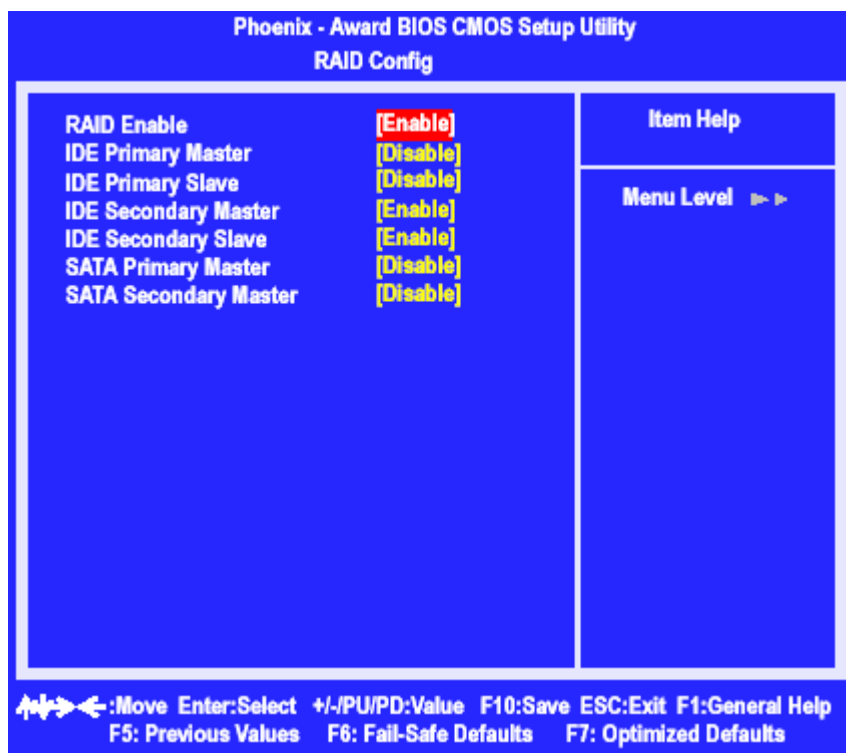 Phoenix - Award BIOS CMOS Setup Utility
RAID Config
RAID Enable [Enable]
IDE Primary Master [Disable]
IDE Primary Slave [Disable]
IDE Secondary Master [Enable]
IDE Secondary Slave [Enable]
SATA Primary Master [Disable]
SATA Secondary Master [Disable]
Item Help
Menu Level ►►
:Move Enter:Select +/-/PU/PD:Value F10:Save ESC:Exit F1:General Help
F5: Previous Values F6: Fail-Safe Defaults F7: Optimized Defaults